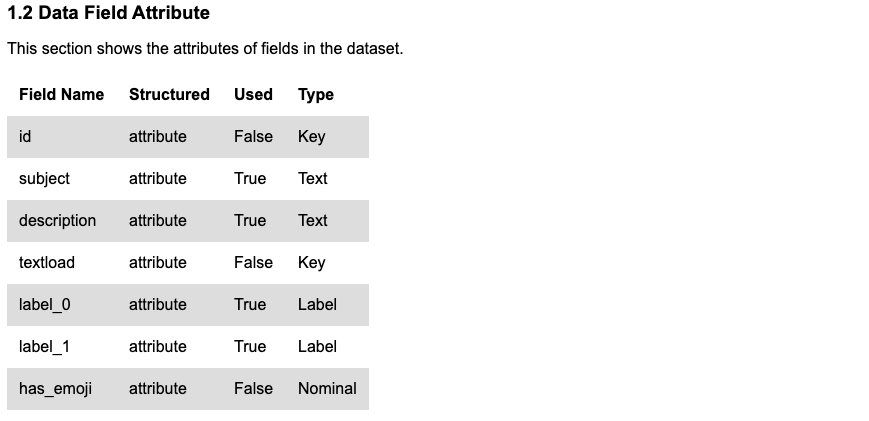 1.2 Data Field Attribute
This section shows the attributes of fields in the dataset.
Field Name Structured Used Type
id attribute False Key
subject attribute True Text
description attribute True Text
textload attribute False Key
label_0 attribute True Label
label_1 attribute True Label
has_emoji attribute False Nominal